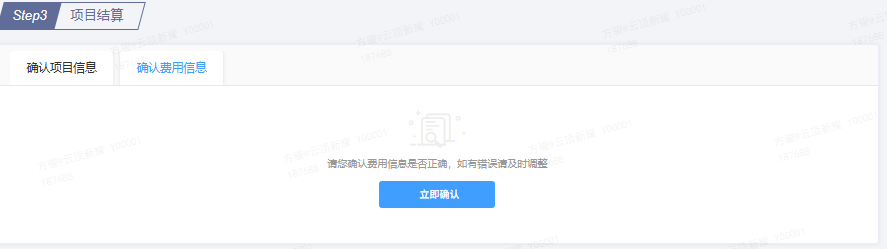 Step3 项目结算
确认项目信息 确认费用信息
请您确认费用信息是否正确，如有错误请及时调整
立即确认